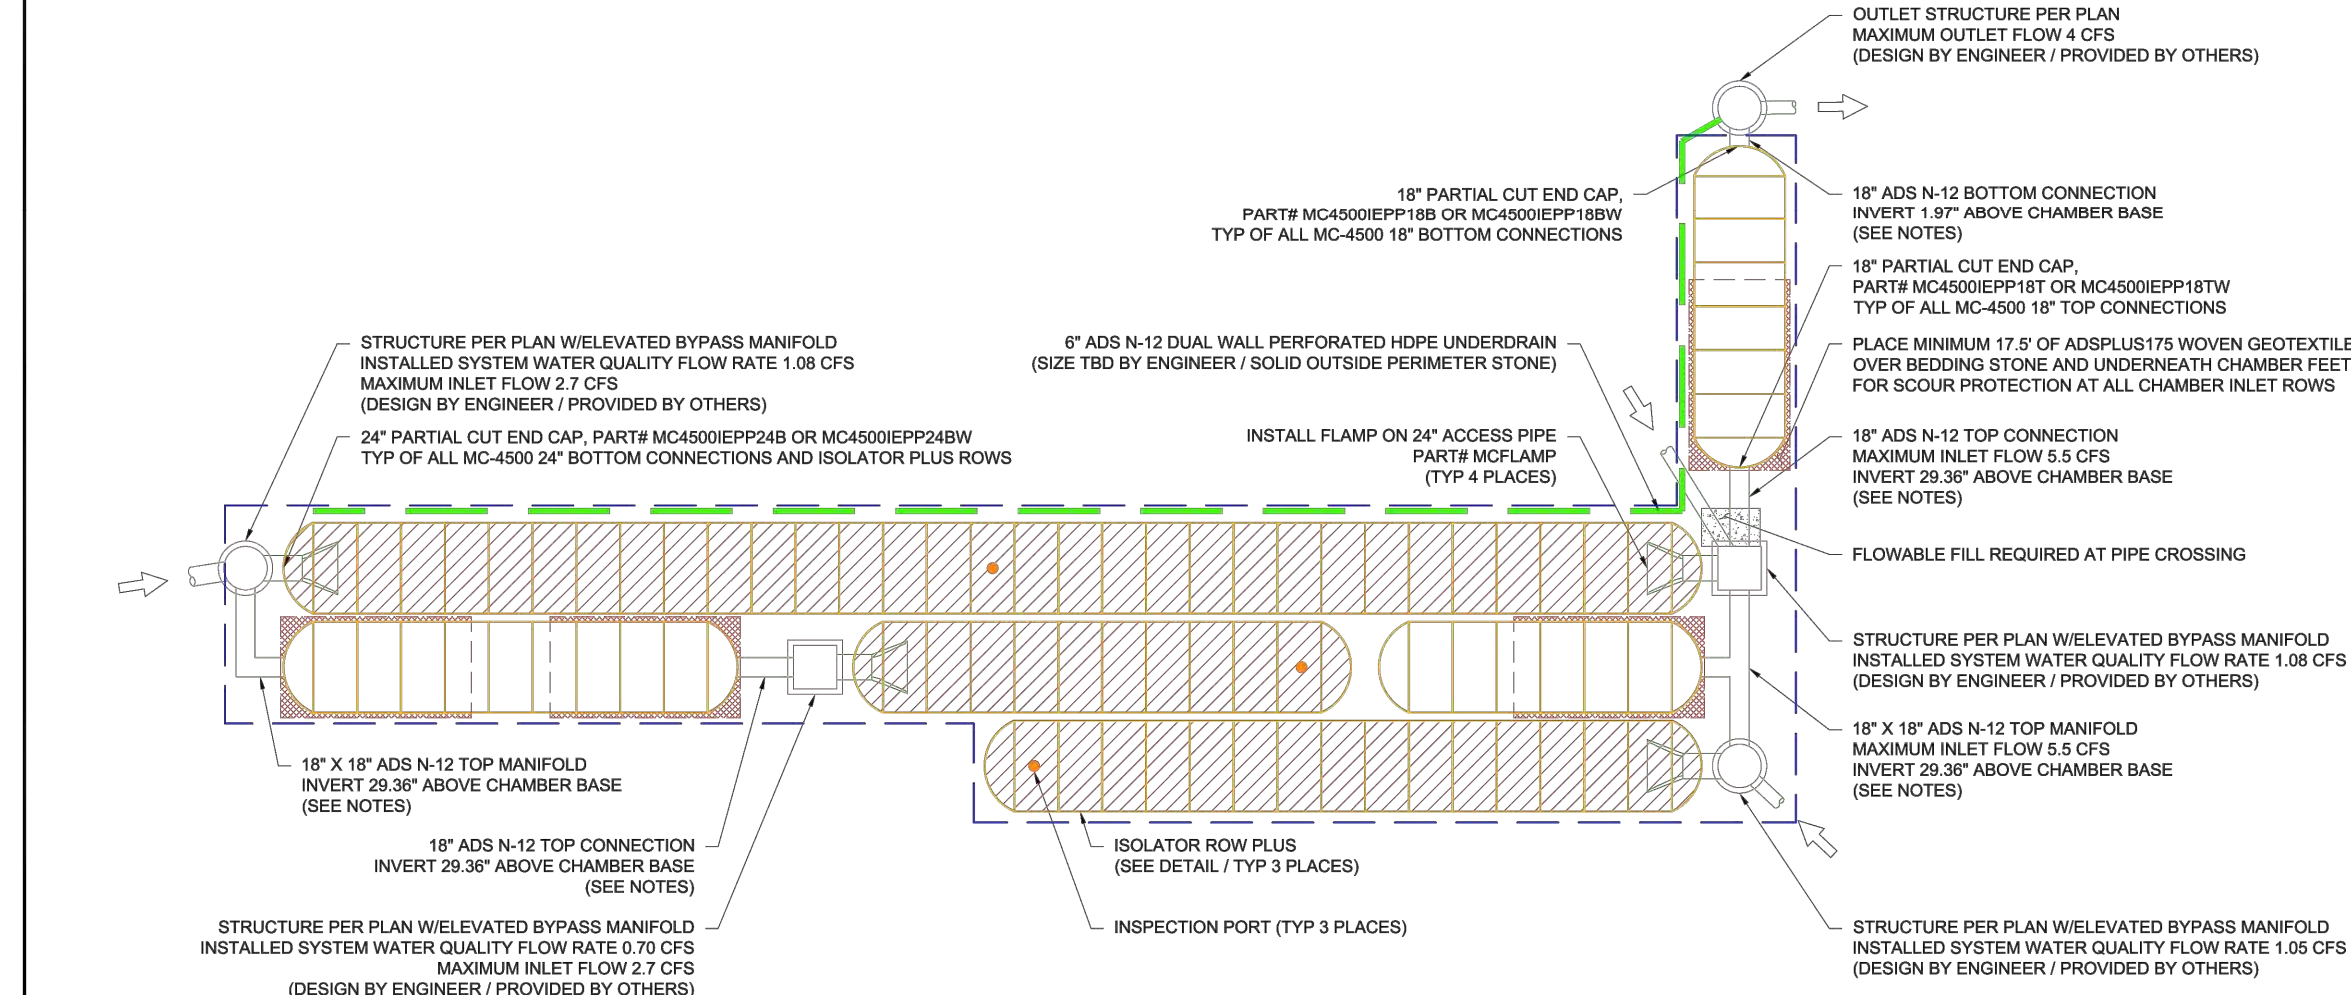 OUTLET STRUCTURE PER PLAN
MAXIMUM OUTLET FLOW 4 CFS
(DESIGN BY ENGINEER / PROVIDED BY OTHERS)
18" PARTIAL CUT END CAP,
PART# MC4500IEPP18B OR MC4500IEPP18BW
TYP OF ALL MC-4500 18" BOTTOM CONNECTIONS
18" ADS N-12 BOTTOM CONNECTION
INVERT 1.97" ABOVE CHAMBER BASE
(SEE NOTES)
18" PARTIAL CUT END CAP,
PART# MC4500IEPP18T OR MC4500IEPP18TW
TYP OF ALL MC-4500 18" TOP CONNECTIONS
STRUCTURE PER PLAN W/ELEVATED BYPASS MANIFOLD
INSTALLED SYSTEM WATER QUALITY FLOW RATE 1.08 CFS
MAXIMUM INLET FLOW 2.7 CFS
(DESIGN BY ENGINEER / PROVIDED BY OTHERS)
6" ADS N-12 DUAL WALL PERFORATED HDPE UNDERDRAIN
(SIZE TBD BY ENGINEER / SOLID OUTSIDE PERIMETER STONE)
PLACE MINIMUM 17.5' OF ADSPLUS175 WOVEN GEOTEXTILE
OVER BEDDING STONE AND UNDERNEATH CHAMBER FEET
FOR SCOUR PROTECTION AT ALL CHAMBER INLET ROWS
24" PARTIAL CUT END CAP, PART# MC4500IEPP24B OR MC4500IEPP24BW
TYP OF ALL MC-4500 24" BOTTOM CONNECTIONS AND ISOLATOR PLUS ROWS
INSTALL FLAMP ON 24" ACCESS PIPE
PART# MCFLAMP
(TYP 4 PLACES)
18" ADS N-12 TOP CONNECTION
MAXIMUM INLET FLOW 5.5 CFS
INVERT 29.36" ABOVE CHAMBER BASE
(SEE NOTES)
FLOWABLE FILL REQUIRED AT PIPE CROSSING
STRUCTURE PER PLAN W/ELEVATED BYPASS MANIFOLD
INSTALLED SYSTEM WATER QUALITY FLOW RATE 1.08 CFS
(DESIGN BY ENGINEER / PROVIDED BY OTHERS)
18" X 18" ADS N-12 TOP MANIFOLD
MAXIMUM INLET FLOW 5.5 CFS
INVERT 29.36" ABOVE CHAMBER BASE
(SEE NOTES)
18" X 18" ADS N-12 TOP MANIFOLD
INVERT 29.36" ABOVE CHAMBER BASE
(SEE NOTES)
18" ADS N-12 TOP CONNECTION
INVERT 29.36" ABOVE CHAMBER BASE
(SEE NOTES)
ISOLATOR ROW PLUS
(SEE DETAIL / TYP 3 PLACES)
INSPECTION PORT (TYP 3 PLACES)
STRUCTURE PER PLAN W/ELEVATED BYPASS MANIFOLD
INSTALLED SYSTEM WATER QUALITY FLOW RATE 0.70 CFS
MAXIMUM INLET FLOW 2.7 CFS
(DESIGN BY ENGINEER / PROVIDED BY OTHERS)
STRUCTURE PER PLAN W/ELEVATED BYPASS MANIFOLD
INSTALLED SYSTEM WATER QUALITY FLOW RATE 1.05 CFS
(DESIGN BY ENGINEER / PROVIDED BY OTHERS)